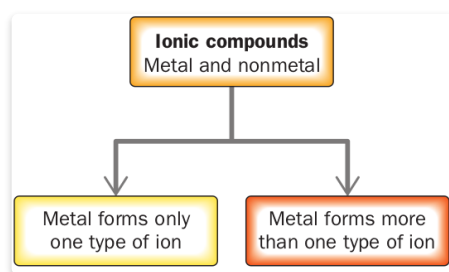 Ionic compounds
Metal and nonmetal
Metal forms only
one type of ion
Metal forms more
than one type of ion